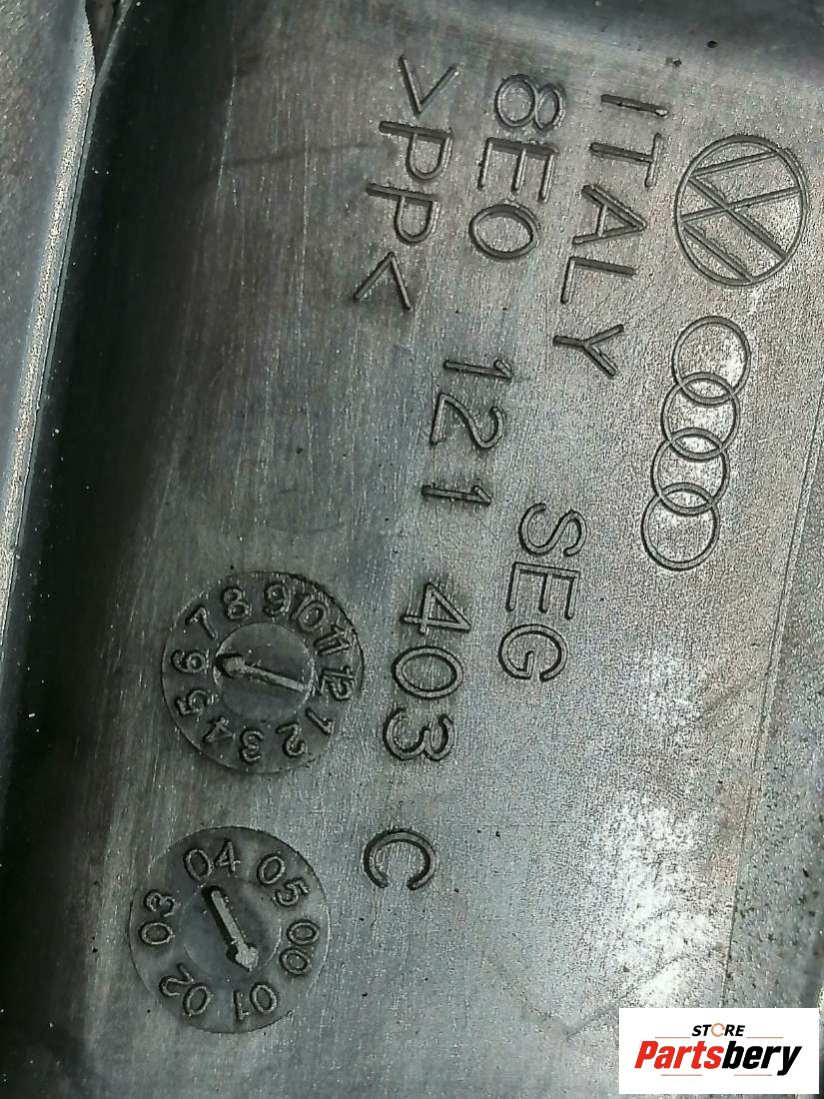 ITALY SEG
8E0 121 403 C
>PP<
1 2 3 4 5 6 7 8 9 10 11 12
00 01 02 03 04 05
STORE
Partsbery